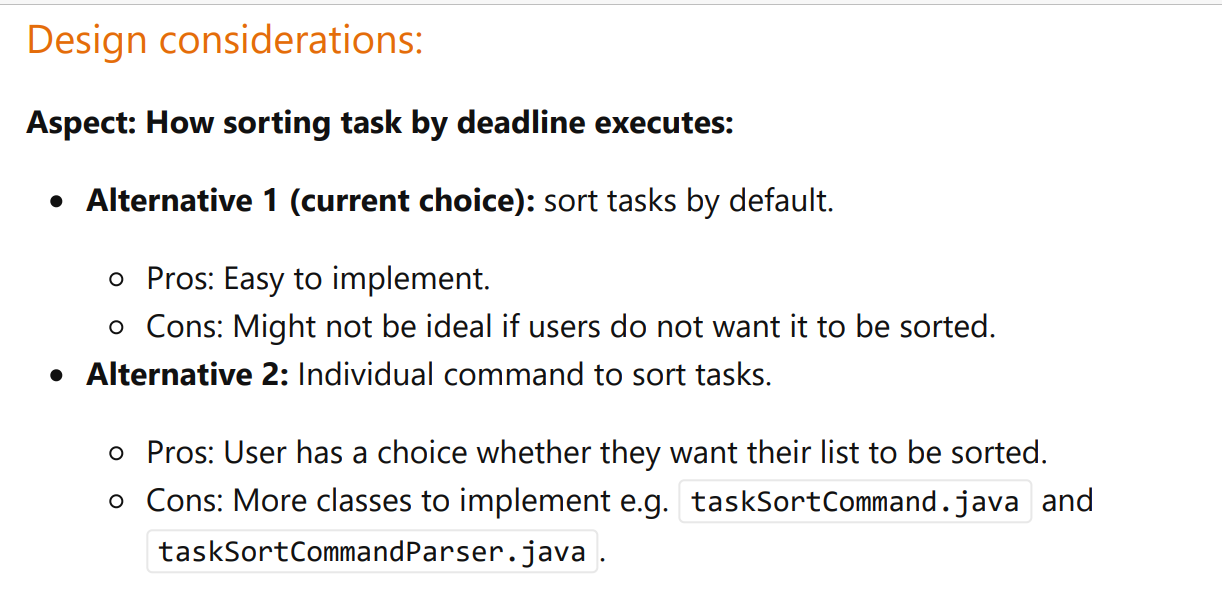 Design considerations:
Aspect: How sorting task by deadline executes:
Alternative 1 (current choice): sort tasks by default.
Pros: Easy to implement.
Cons: Might not be ideal if users do not want it to be sorted.
Alternative 2: Individual command to sort tasks.
Pros: User has a choice whether they want their list to be sorted.
Cons: More classes to implement e.g. taskSortCommand.java and
taskSortCommandParser.java.